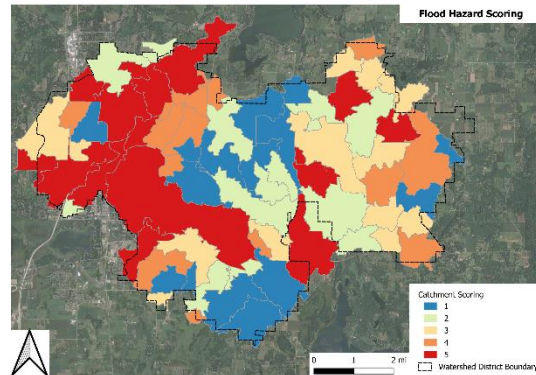 Flood Hazard Scoring
Catchment Scoring
1
2
3
4
5
Watershed District Boundary
0 1 2 mi